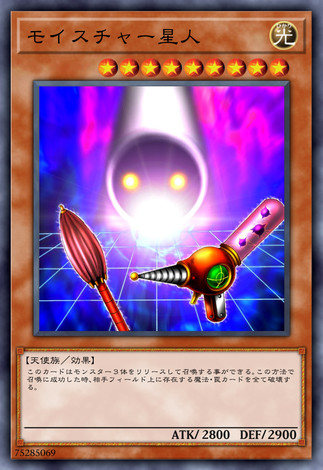 モイスチャー星人
光
【天使族／効果】
このカードはモンスター３体をリリースして召喚する事ができる。この方法で
召喚に成功した時、相手フィールド上に存在する魔法・罠カードを全て破壊す
る。
ATK/ 2800 DEF/2900
75285069